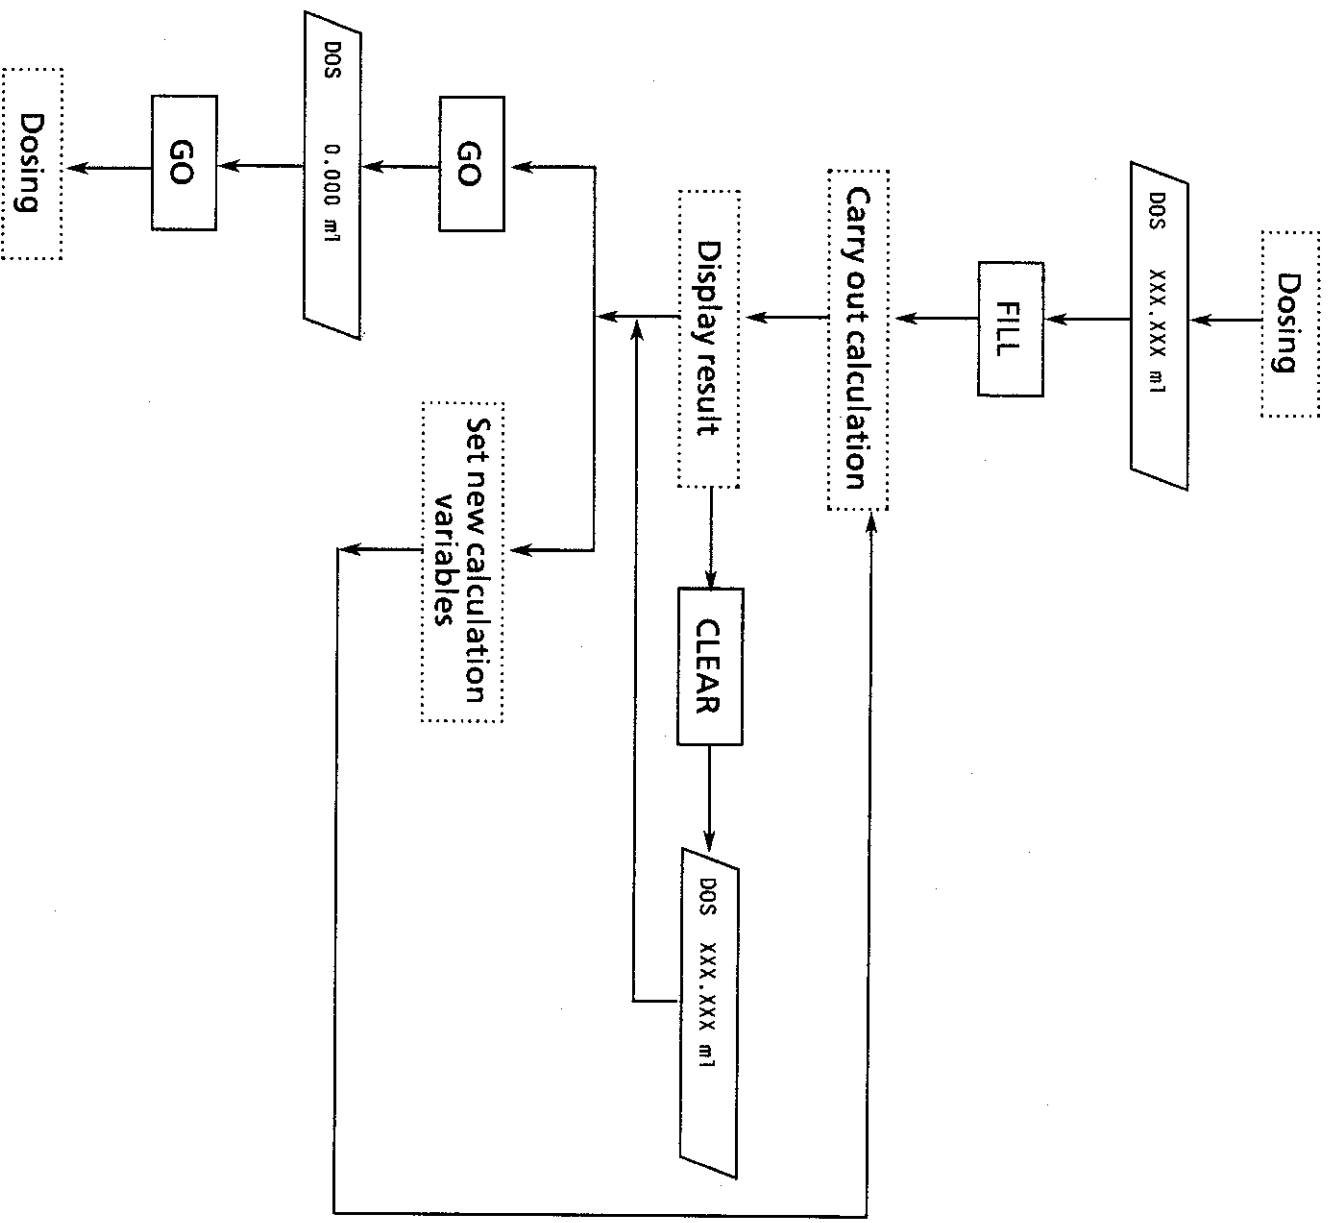 Dosing
DOS XXX.XXX ml
FILL
Carry out calculation
Display result
CLEAR
DOS XXX.XXX ml
GO
Set new calculation
variables
DOS 0.000 ml
GO
Dosing